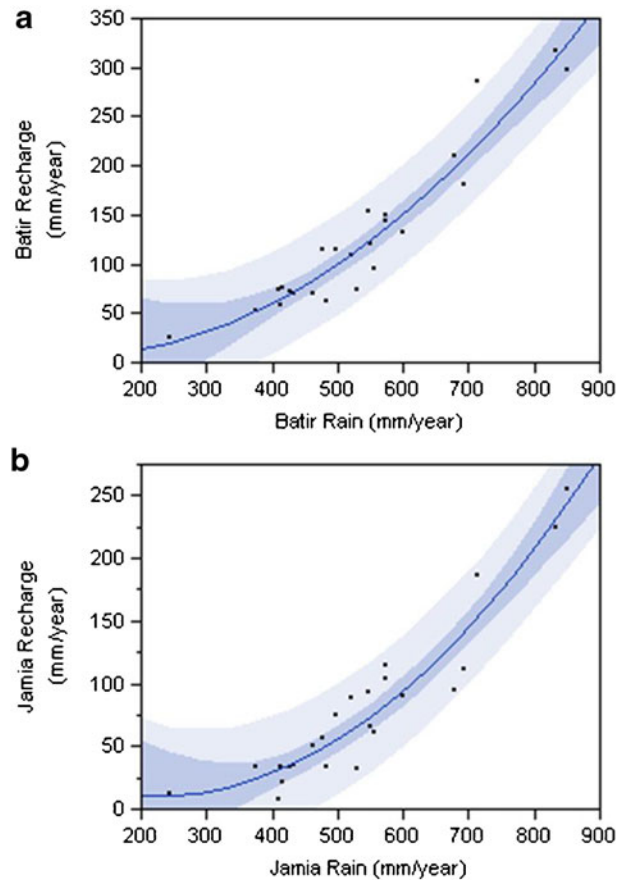 a
350
300
250
200
150
100
50
0
Batir Recharge
(mm/year)
200 300 400 500 600 700 800 900
Batir Rain (mm/year)
b
250
200
150
100
50
0
Jamia Recharge
(mm/year)
200 300 400 500 600 700 800 900
Jamia Rain (mm/year)